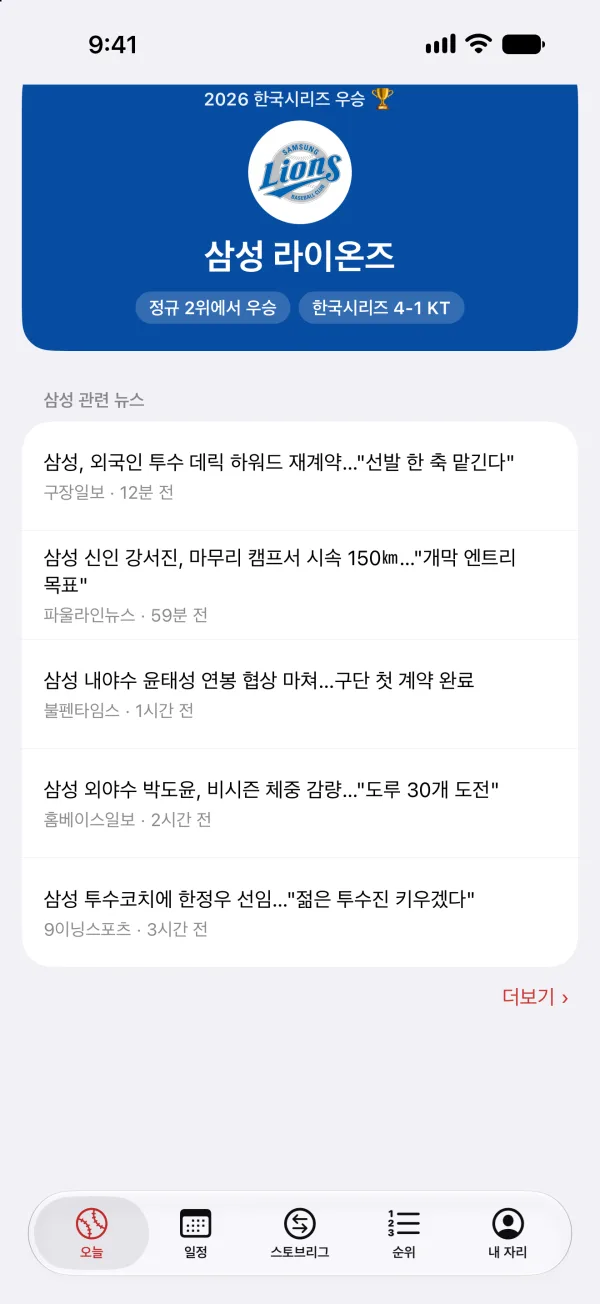 9:41
2026 한국시리즈 우승 🏆
SAMSUNG
Lions
BASEBALL CLUB
삼성 라이온즈
정규 2위에서 우승
한국시리즈 4-1 KT
삼성 관련 뉴스
삼성, 외국인 투수 데릭 하워드 재계약..."선발 한 축 맡긴다"
구장일보 · 12분 전
삼성 신인 강서진, 마무리 캠프서 시속 150㎞..."개막 엔트리
목표"
파울라인뉴스 · 59분 전
삼성 내야수 윤태성 연봉 협상 마쳐...구단 첫 계약 완료
불펜타임스 · 1시간 전
삼성 외야수 박도윤, 비시즌 체중 감량..."도루 30개 도전"
홈베이스일보 · 2시간 전
삼성 투수코치에 한정우 선임..."젊은 투수진 키우겠다"
9이닝스포츠 · 3시간 전
더보기 ›
오늘
일정
스토브리그
1
2
3
순위
내 자리